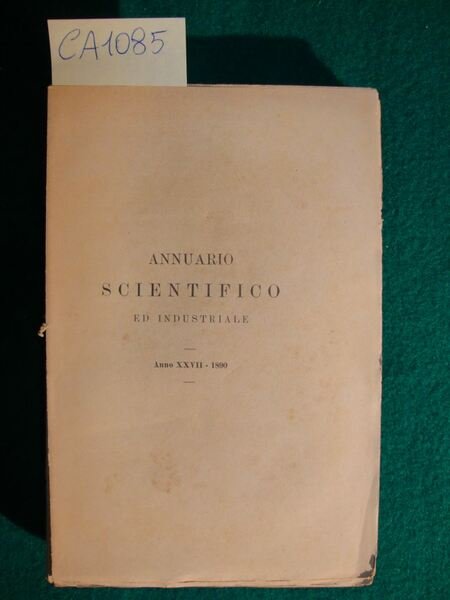 CA1085
ANNUARIO
SCIENTIFICO
ED INDUSTRIALE
Anno XXVII - 1890